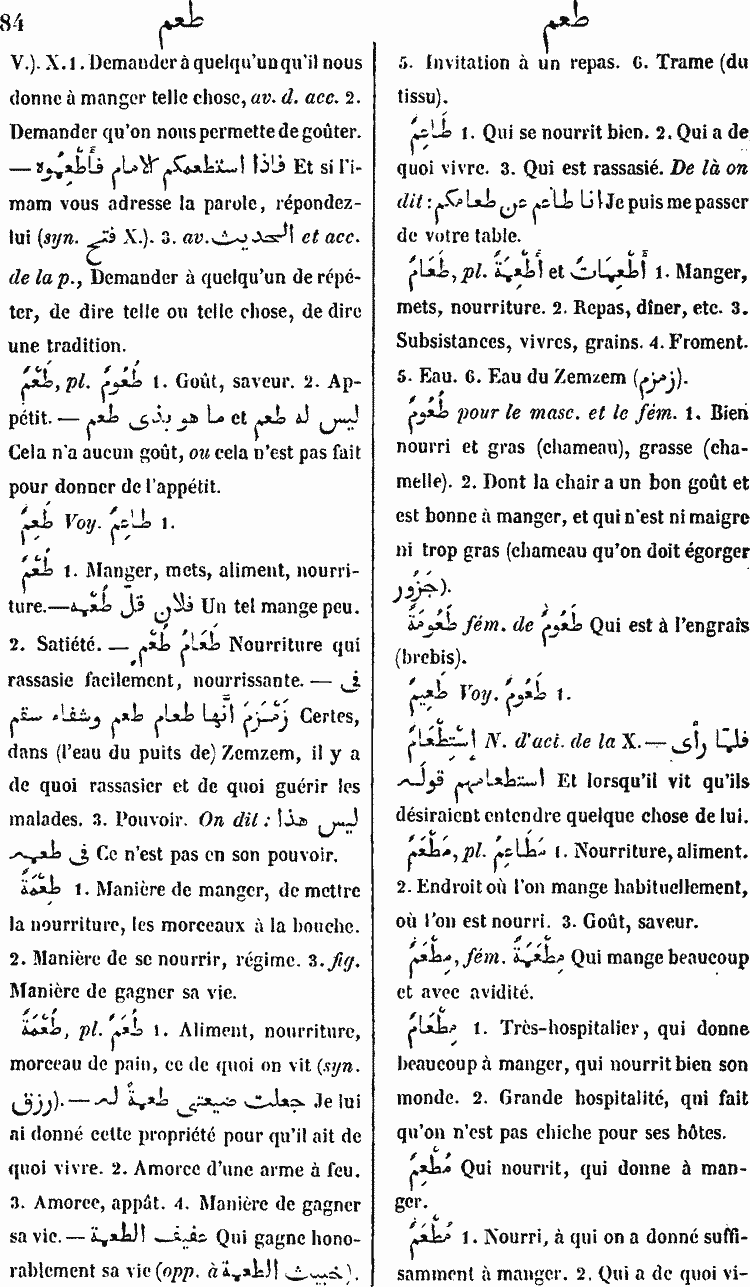 84 طعم طعم
V.). X. 1. Demander à quelqu'un qu'il nous
donne à manger telle chose, av. d. acc. 2.
Demander qu'on nous permette de goûter.
— فاذا استطعمكم الامام فَأَطْعِمُوه Et si l'i-
mam vous adresse la parole, répondez-
lui (syn. فتح X.). 3. av. الحديث et acc.
de la p., Demander à quelqu'un de répé-
ter, de dire telle ou telle chose, de dire
une tradition.
طَعْمٌ, pl. طُعُومٌ 1. Goût, saveur. 2. Ap-
pétit. — ليس له طعم et ما هو بذى طعم
Cela n'a aucun goût, ou cela n'est pas fait
pour donner de l'appétit.
طَعِمٌ Voy. طَاعِمٌ 1.
طُعْمٌ 1. Manger, mets, aliment, nourri-
ture. — فلان قلّ طُعْمه Un tel mange peu.
2. Satiété. — طَعَامُ طُعْمٍ Nourriture qui
rassasie facilement, nourrissante. — فى
زَمْزَمَ أنّها طعام طعم وشفاء سقم Certes,
dans (l'eau du puits de) Zemzem, il y a
de quoi rassasier et de quoi guérir les
malades. 3. Pouvoir. On dit : ليس هذا
فى طعمه Ce n'est pas en son pouvoir.
طِعْمَةٌ 1. Manière de manger, de mettre
la nourriture, les morceaux à la bouche.
2. Manière de se nourrir, régime. 3. fig.
Manière de gagner sa vie.
طُعْمَةٌ, pl. طُعَمٌ 1. Aliment, nourriture,
morceau de pain, ce de quoi on vit (syn.
رزق). — جعلت ضيعتى طعمةً له Je lui
ai donné cette propriété pour qu'il ait de
quoi vivre. 2. Amorce d'une arme à feu.
3. Amorce, appât. 4. Manière de gagner
sa vie. — عفيف الطعمة Qui gagne hono-
rablement sa vie (opp. à خبيث الطعمة).
5. Invitation à un repas. 6. Trame (du
tissu).
طَاعِمٌ 1. Qui se nourrit bien. 2. Qui a de
quoi vivre. 3. Qui est rassasié. De là on
dit : انا طاعم عن طعامكم Je puis me passer
de votre table.
طَعَامٌ, pl. أَطْعِمَةٌ et أَطْعِمَاتٌ 1. Manger,
mets, nourriture. 2. Repas, dîner, etc. 3.
Subsistances, vivres, grains. 4. Froment.
5. Eau. 6. Eau du Zemzem (زمزم).
طَعُومٌ pour le masc. et le fém. 1. Bien
nourri et gras (chameau), grasse (cha-
melle). 2. Dont la chair a un bon goût et
est bonne à manger, et qui n'est ni maigre
ni trop gras (chameau qu'on doit égorger
جَزُور).
طَعُومَةٌ fém. de طَعُومٌ Qui est à l'engrais
(brebis).
طَعِيمٌ Voy. طَعُومٌ 1.
إِسْتِطْعَامٌ N. d'aci. de la X. — فلمّا رأى
استطعامهم قوله Et lorsqu'il vit qu'ils
désiraient entendre quelque chose de lui.
مَطْعَمٌ, pl. مَطَاعِمُ 1. Nourriture, aliment.
2. Endroit où l'on mange habituellement,
où l'on est nourri. 3. Goût, saveur.
مِطْعَمٌ, fém. مِطْعَمَةٌ Qui mange beaucoup
et avec avidité.
مِطْعَامٌ 1. Très-hospitalier, qui donne
beaucoup à manger, qui nourrit bien son
monde. 2. Grande hospitalité, qui fait
qu'on n'est pas chiche pour ses hôtes.
مُطْعِمٌ Qui nourrit, qui donne à man-
ger.
مُطْعَمٌ 1. Nourri, à qui on a donné suffi-
samment à manger. 2. Qui a de quoi vi-